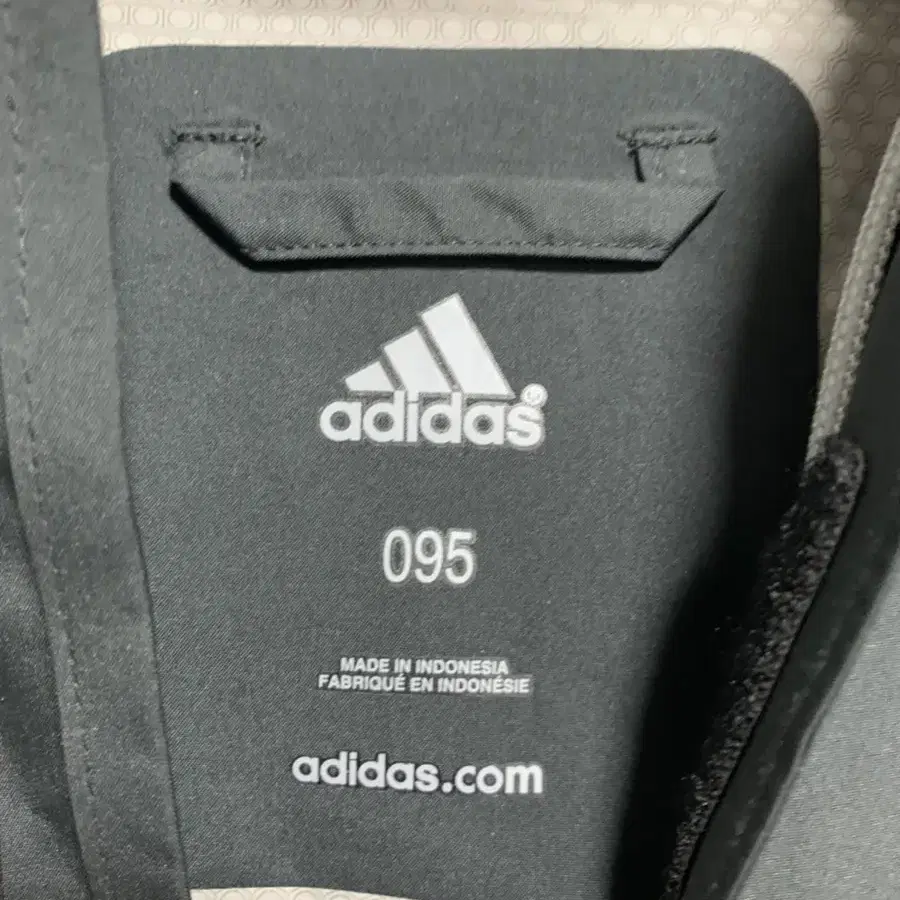 adidas®
095
MADE IN INDONESIA
FABRIQUÉ EN INDONÉSIE
adidas.com